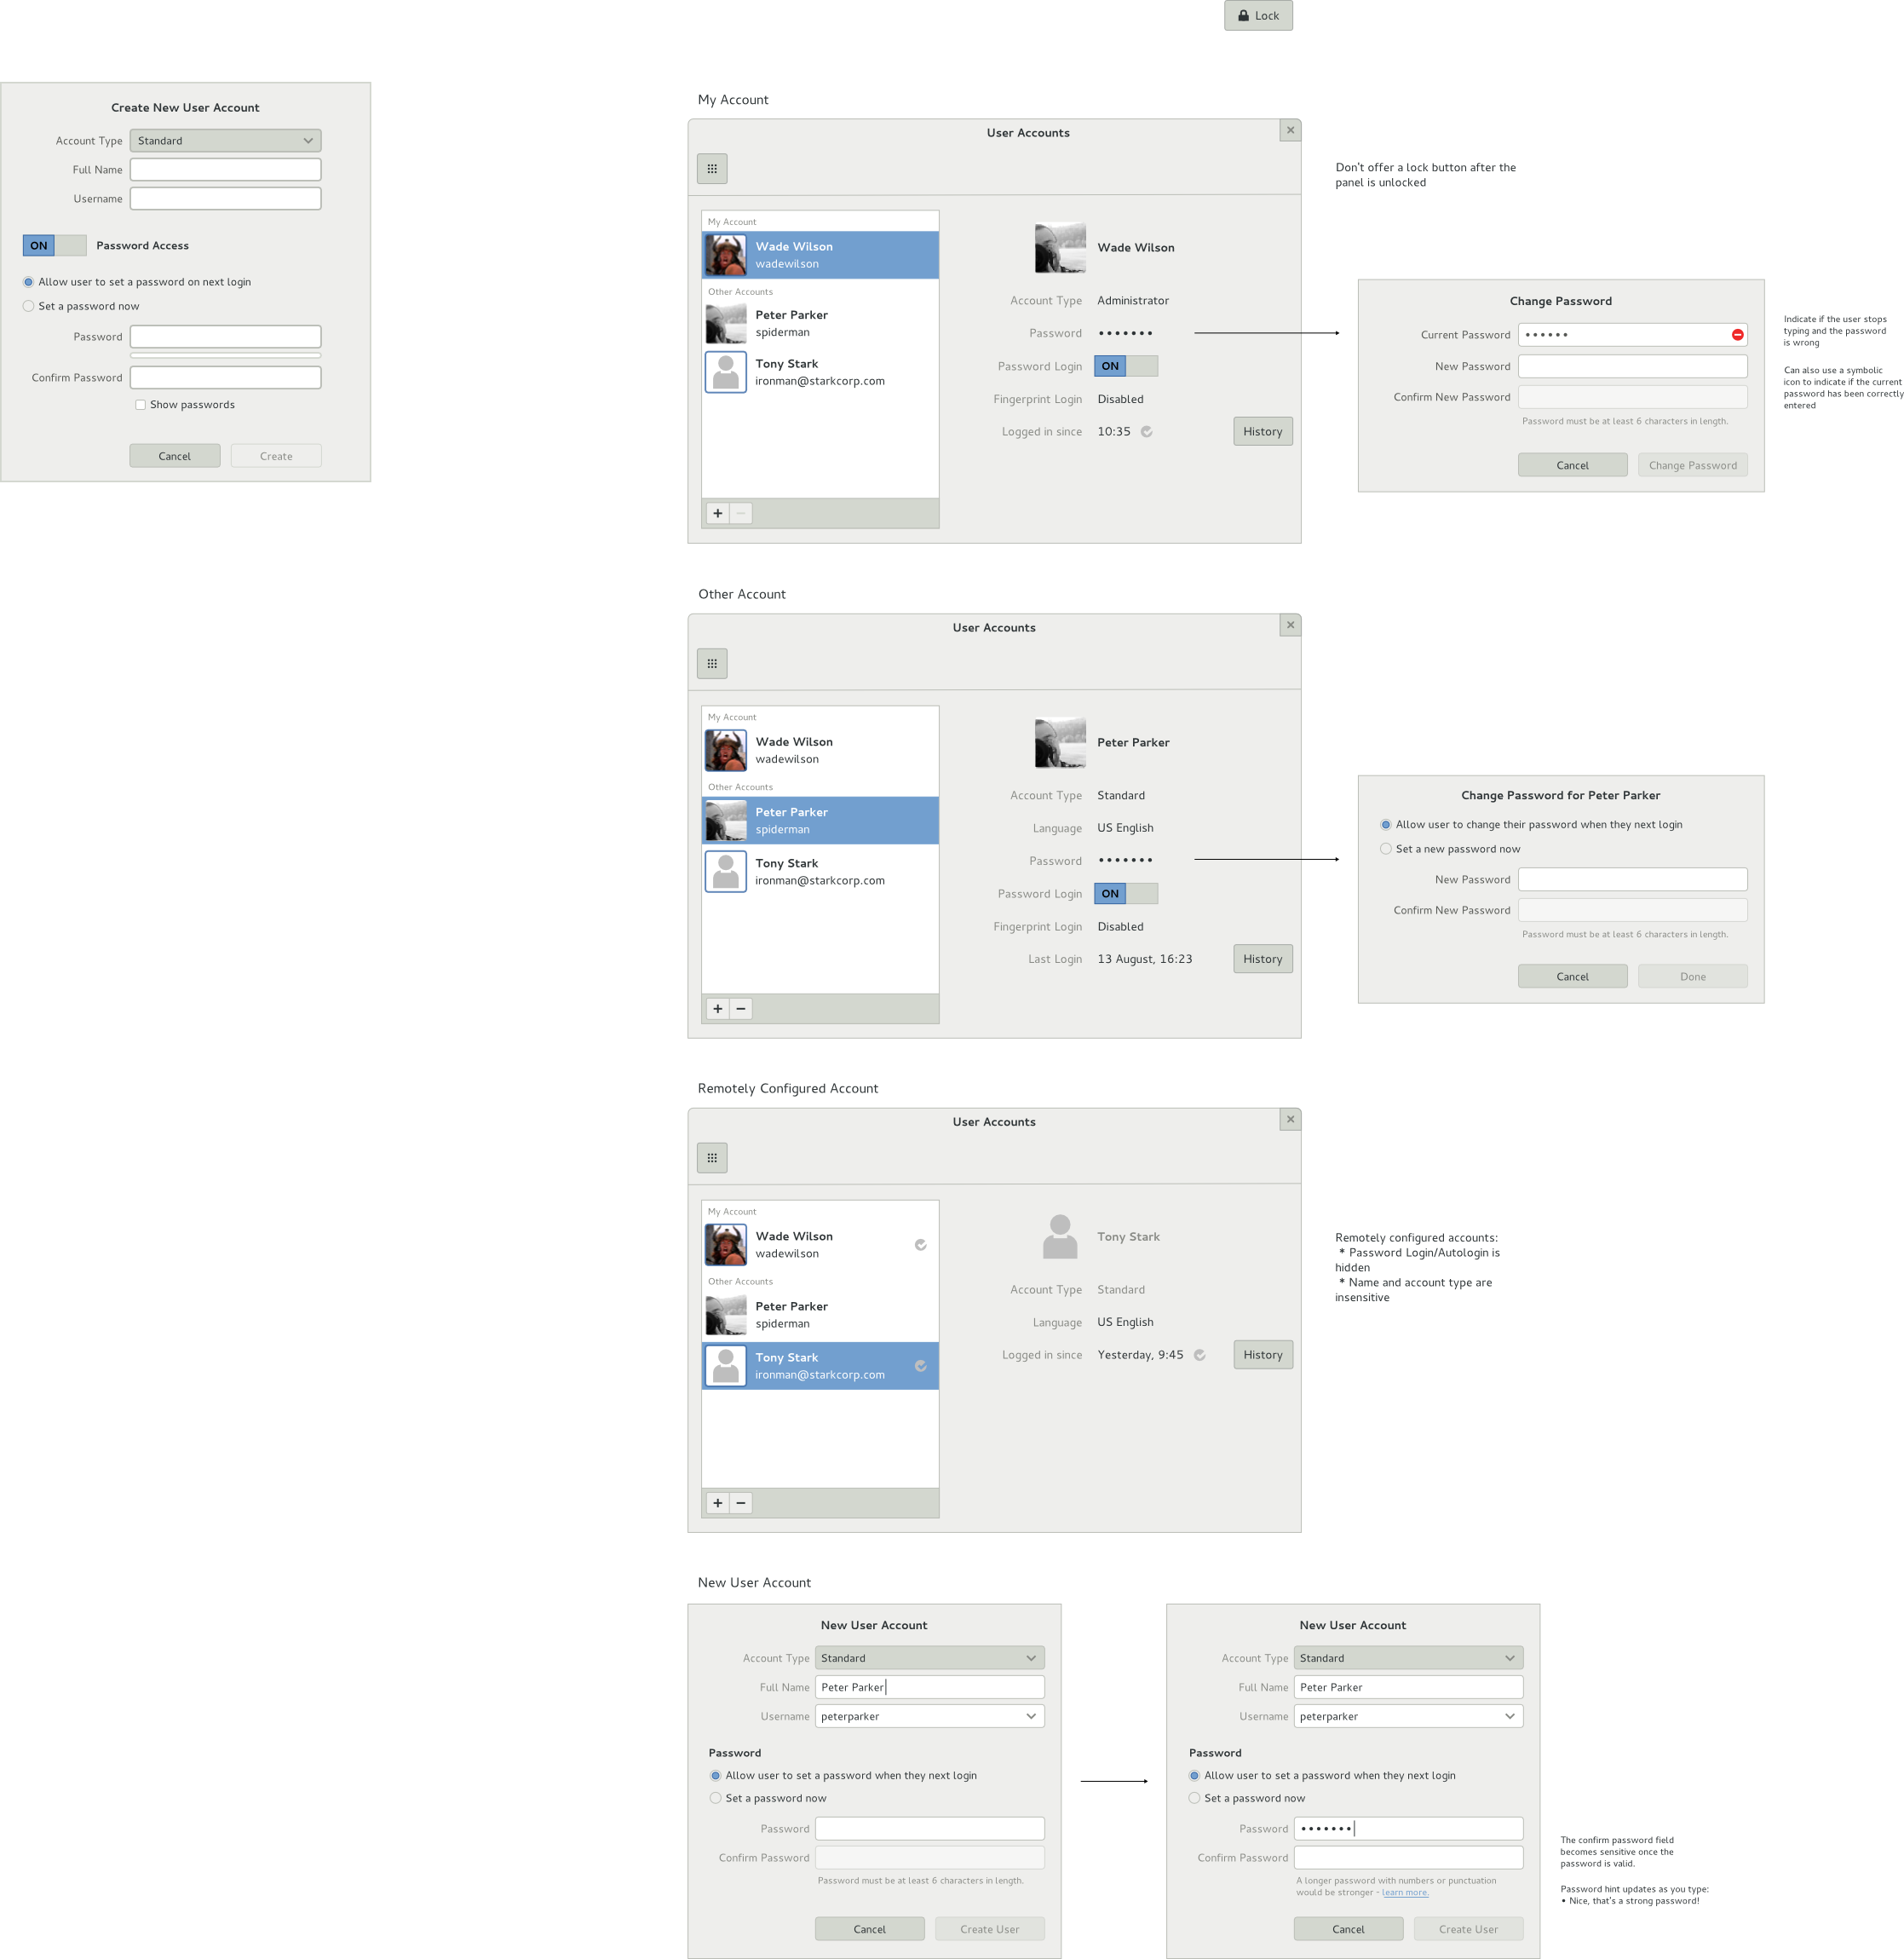 Lock
Create New User Account
Account Type Standard
Full Name
Username
ON Password Access
Allow user to set a password on next login
Set a password now
Password
Confirm Password
Show passwords
Cancel Create
My Account
User Accounts
My Account
Wade Wilson
wadewilson
Other Accounts
Peter Parker
spiderman
Tony Stark
ironman@starkcorp.com
Wade Wilson
Account Type Administrator
Password •••••••
Password Login ON
Fingerprint Login Disabled
Logged in since 10:35 History
Don't offer a lock button after the
panel is unlocked
Change Password
Current Password ••••••
New Password
Confirm New Password
Password must be at least 6 characters in length.
Cancel Change Password
Indicate if the user stops
typing and the password
is wrong
Can also use a symbolic
icon to indicate if the current
password has been correctly
entered
Other Account
User Accounts
My Account
Wade Wilson
wadewilson
Other Accounts
Peter Parker
spiderman
Tony Stark
ironman@starkcorp.com
Peter Parker
Account Type Standard
Language US English
Password •••••••
Password Login ON
Fingerprint Login Disabled
Last Login 13 August, 16:23 History
Change Password for Peter Parker
Allow user to change their password when they next login
Set a new password now
New Password
Confirm New Password
Password must be at least 6 characters in length.
Cancel Done
Remotely Configured Account
User Accounts
My Account
Wade Wilson
wadewilson
Other Accounts
Peter Parker
spiderman
Tony Stark
ironman@starkcorp.com
Tony Stark
Account Type Standard
Language US English
Logged in since Yesterday, 9:45 History
Remotely configured accounts:
* Password Login/Autologin is
hidden
* Name and account type are
insensitive
New User Account
New User Account
Account Type Standard
Full Name Peter Parker
Username peterparker
Password
Allow user to set a password when they next login
Set a password now
Password
Confirm Password
Password must be at least 6 characters in length.
Cancel Create User
New User Account
Account Type Standard
Full Name Peter Parker
Username peterparker
Password
Allow user to set a password when they next login
Set a password now
Password •••••••
Confirm Password
A longer password with numbers or punctuation
would be stronger - learn more.
Cancel Create User
The confirm password field
becomes sensitive once the
password is valid.
Password hint updates as you type:
• Nice, that's a strong password!